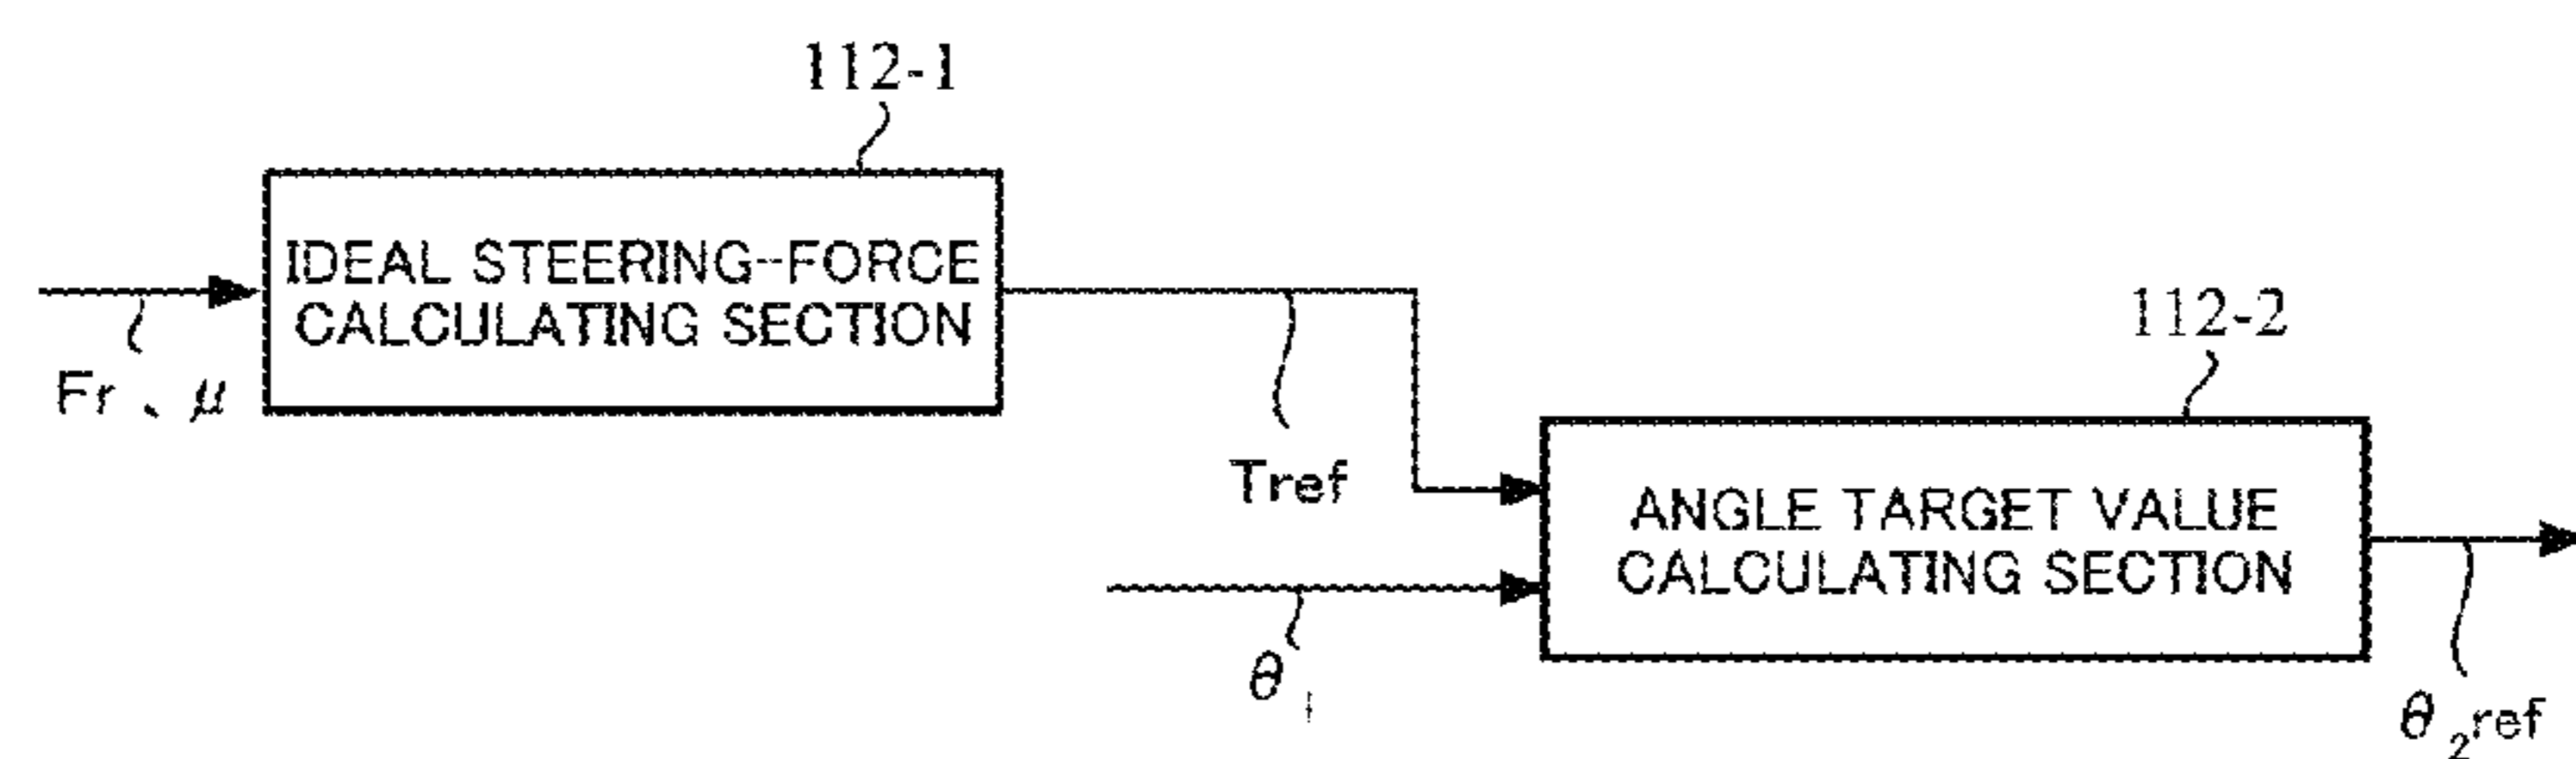 112-1
IDEAL STEERING-FORCE
CALCULATING SECTION
Fr、μ
112-2
Tref
ANGLE TARGET VALUE
CALCULATING SECTION
θ₁
θ₂ref